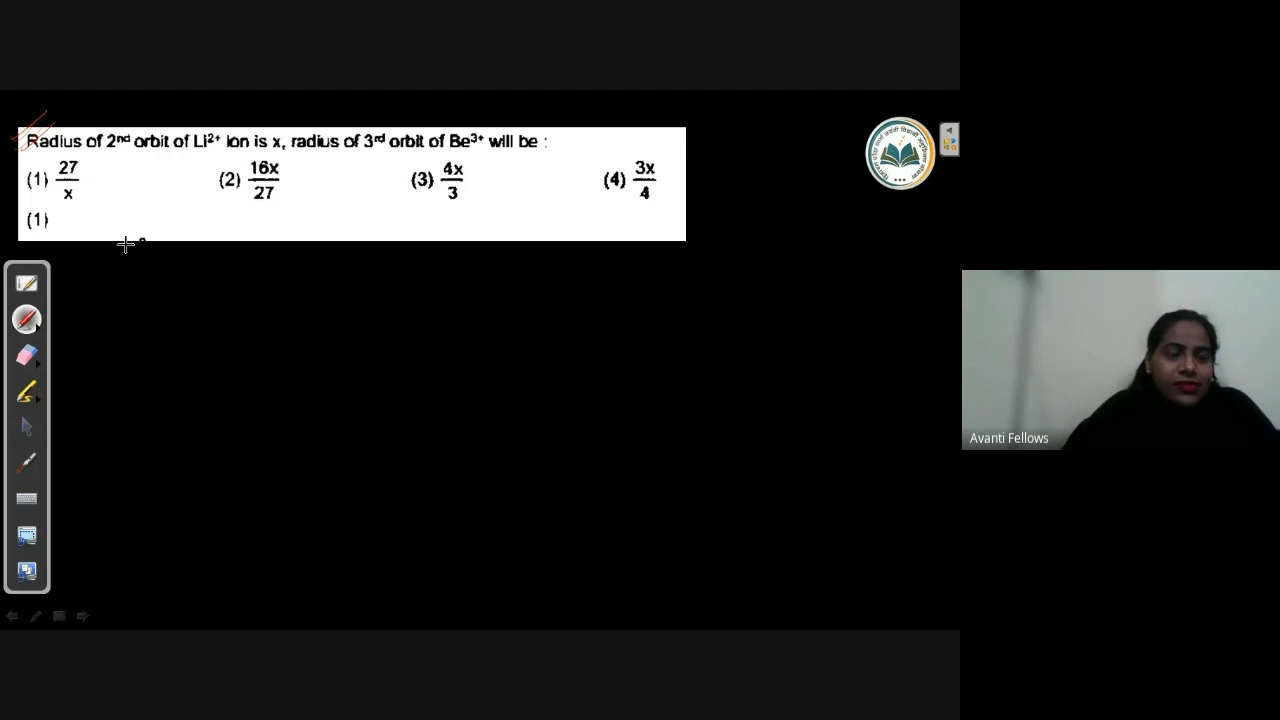 Radius of 2nd orbit of Li2+ Ion is x, radius of 3rd orbit of Be3+ will be :
(1) 27/x (2) 16x/27 (3) 4x/3 (4) 3x/4
(1)
Avanti Fellows